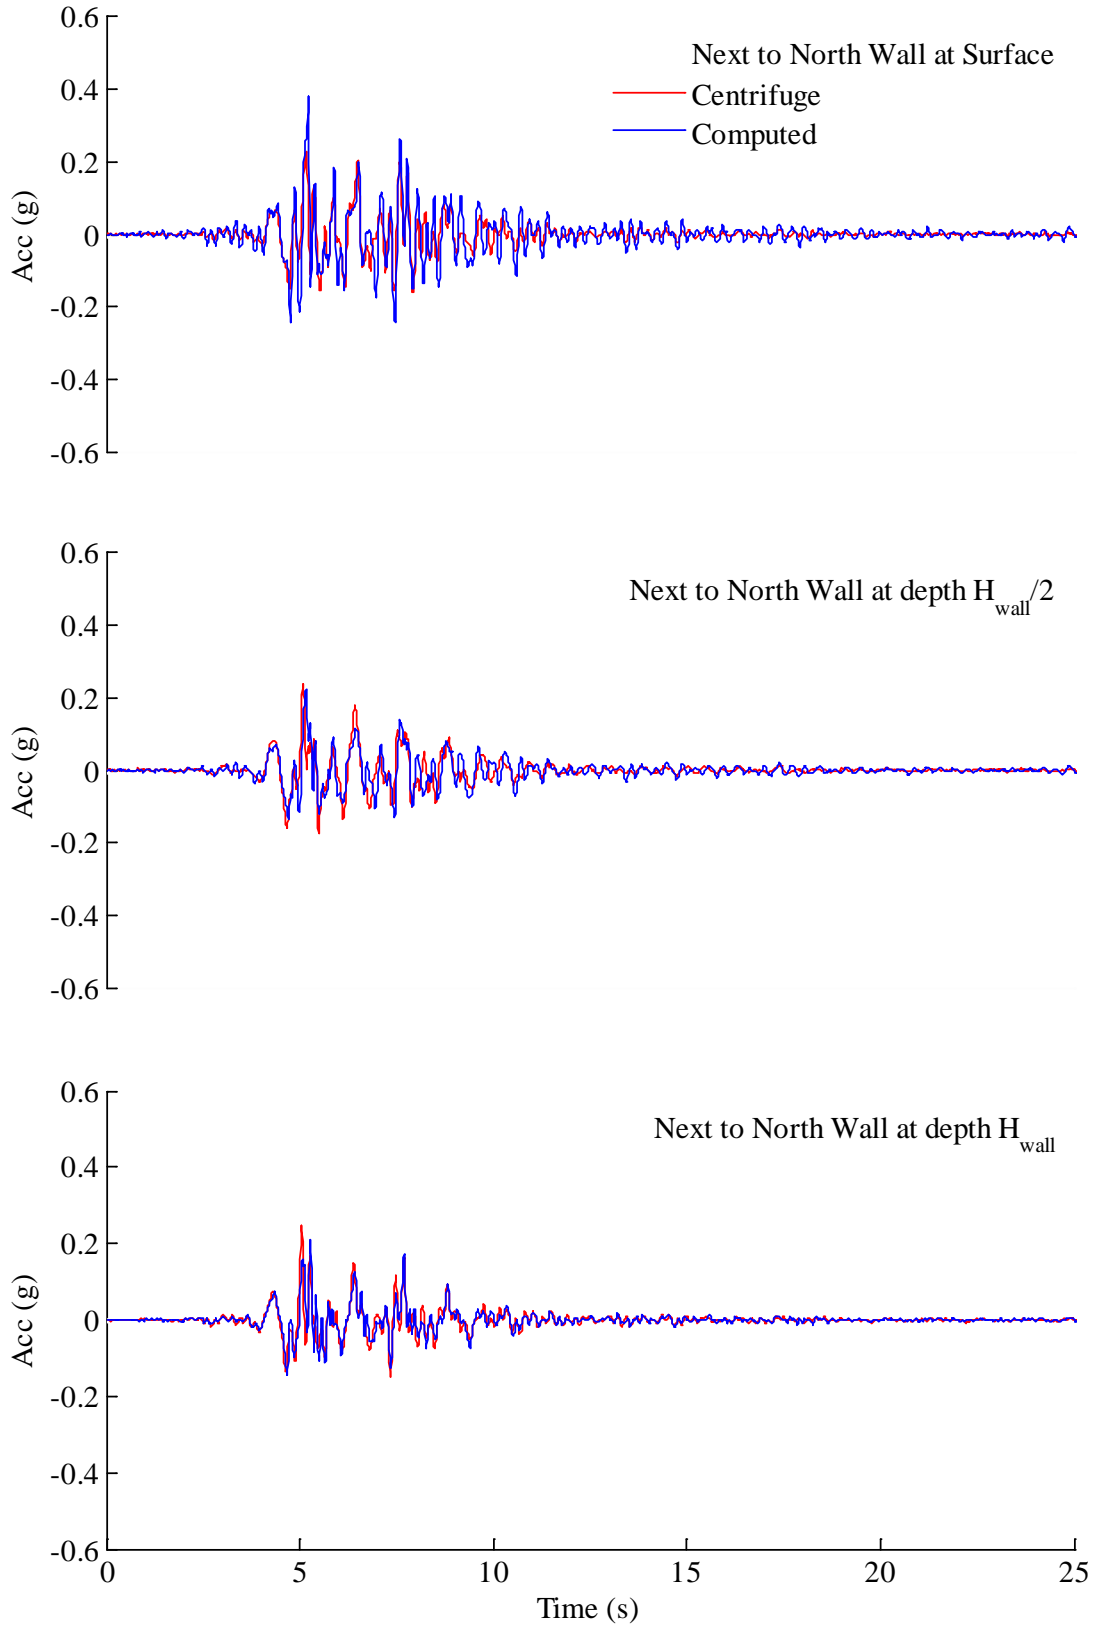 0.6
Next to North Wall at Surface
0.4
Centrifuge
Computed
0.2
Acc (g)
0
-0.2
-0.4
-0.6
0.6
Next to North Wall at depth H_wall/2
0.4
0.2
Acc (g)
0
-0.2
-0.4
-0.6
0.6
Next to North Wall at depth H_wall
0.4
0.2
Acc (g)
0
-0.2
-0.4
-0.6
0 5 10 15 20 25
Time (s)